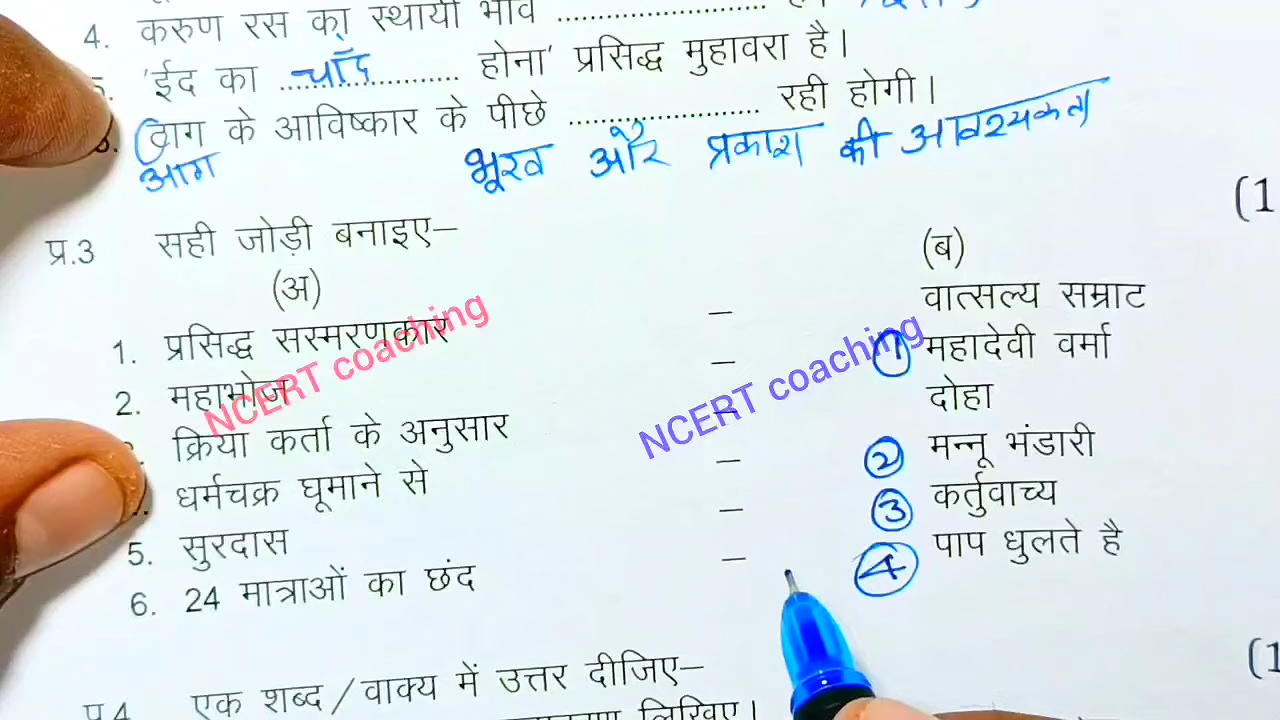 4. करुण रस का स्थायी भाव ....................
'ईद का ...चाँद... होना' प्रसिद्ध मुहावरा है।
वाग के आविष्कार के पीछे .................... रही होगी।
आग भूख और प्रकाश की आवश्यकता
(1
प्र.3 सही जोड़ी बनाइए–
(अ) (ब)
1. प्रसिद्ध सस्मरणकार – वात्सल्य सम्राट
2. महाभोज – ① महादेवी वर्मा
क्रिया कर्ता के अनुसार – दोहा
धर्मचक्र घूमाने से – ② मन्नू भंडारी
5. सुरदास – ③ कर्तुवाच्य
6. 24 मात्राओं का छंद – ④ पाप धुलते है
NCERT coaching
NCERT coaching
(1
प्र.4 एक शब्द/वाक्य में उत्तर दीजिए–
लिखिए।